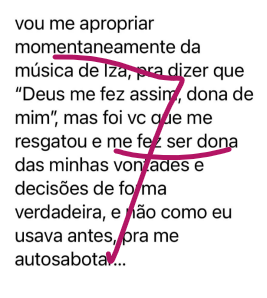 vou me apropriar
momentaneamente da
música de Iza, pra dizer que
“Deus me fez assim, dona de
mim”, mas foi vc que me
resgatou e me fez ser dona
das minhas vontades e
decisões de forma
verdadeira, e não como eu
usava antes, pra me
autosabotar...